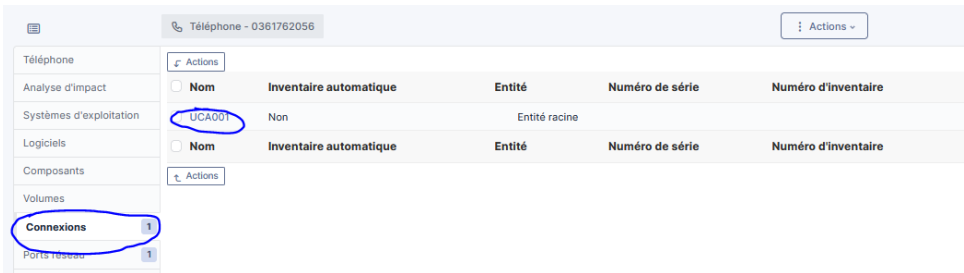 Téléphone - 0361762056
Actions
Téléphone
Analyse d'impact
Systèmes d'exploitation
Logiciels
Composants
Volumes
Connexions 1
Ports réseau 1
Actions
Nom Inventaire automatique Entité Numéro de série Numéro d'inventaire
UCA001 Non Entité racine
Nom Inventaire automatique Entité Numéro de série Numéro d'inventaire
Actions